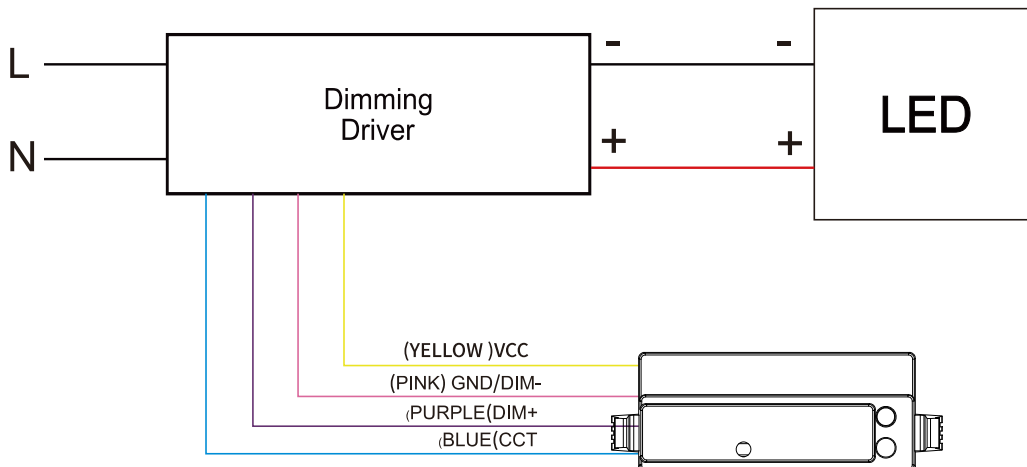 L
N
Dimming
Driver
- -
+ +
LED
(YELLOW )VCC
(PINK) GND/DIM-
(PURPLE(DIM+
(BLUE(CCT